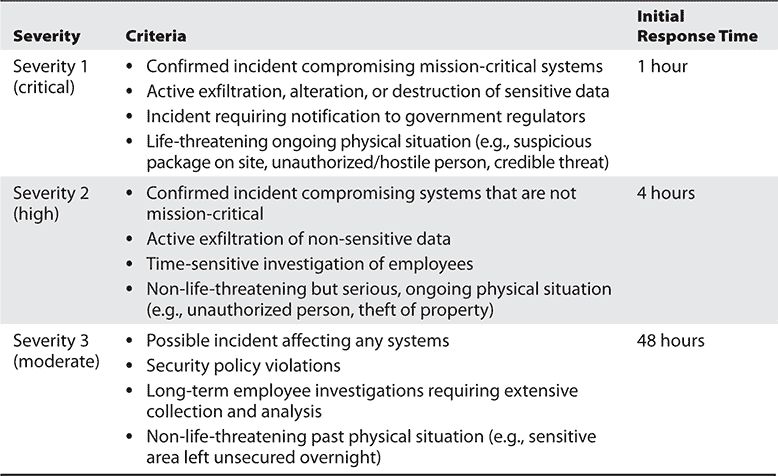 Severity Criteria Initial Response Time
Severity 1 (critical)
• Confirmed incident compromising mission-critical systems
• Active exfiltration, alteration, or destruction of sensitive data
• Incident requiring notification to government regulators
• Life-threatening ongoing physical situation (e.g., suspicious
package on site, unauthorized/hostile person, credible threat)
1 hour
Severity 2 (high)
• Confirmed incident compromising systems that are not
mission-critical
• Active exfiltration of non-sensitive data
• Time-sensitive investigation of employees
• Non-life-threatening but serious, ongoing physical situation
(e.g., unauthorized person, theft of property)
4 hours
Severity 3 (moderate)
• Possible incident affecting any systems
• Security policy violations
• Long-term employee investigations requiring extensive
collection and analysis
• Non-life-threatening past physical situation (e.g., sensitive
area left unsecured overnight)
48 hours